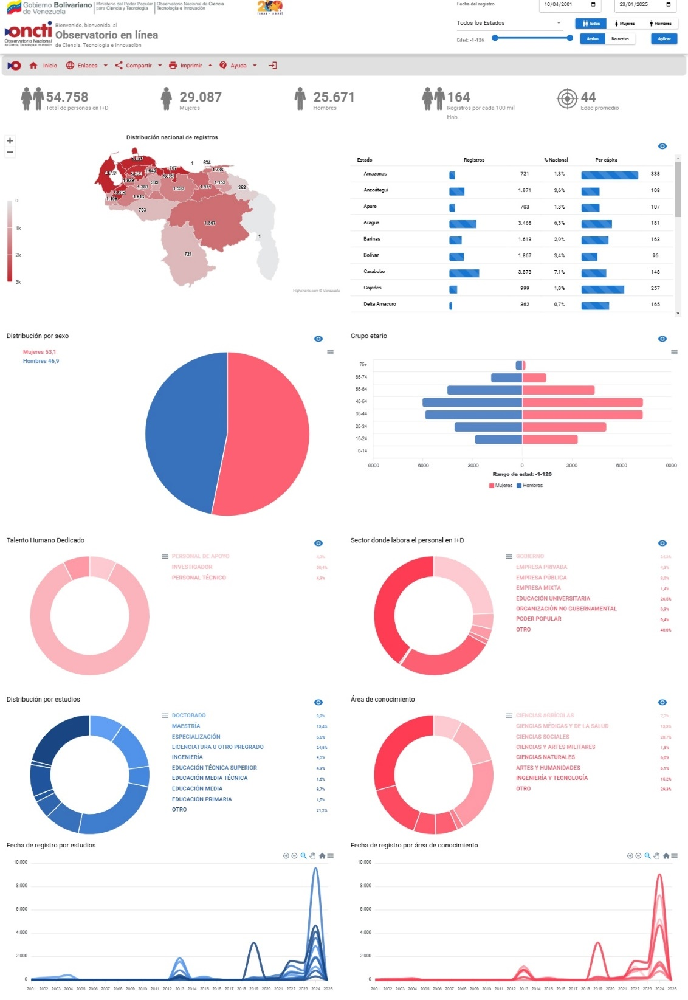 Gobierno Bolivariano de Venezuela
Ministerio del Poder Popular para Ciencia y Tecnología
Observatorio Nacional de Ciencia Tecnología e Innovación
oncti
Observatorio Nacional
de Ciencia, Tecnología e Innovación
Bienvenido, bienvenida, al
Observatorio en línea
de Ciencia, Tecnología e Innovación
Fecha del registro
10/04/2001
23/01/2025
Todos los Estados
Todos Mujeres Hombres
Edad: -1-126
Activo No activo Aplicar
Inicio Enlaces Compartir Imprimir Ayuda
54.758
Total de personas en I+D
29.087
Mujeres
25.671
Hombres
164
Registros por cada 100 mil
Hab.
44
Edad promedio
+
−
Distribución nacional de registros
3.037
707
1
634
2.864
1.643
3.468
1.736
1.939
999
1.153
1.283
1.593
1.971
362
3.295
1.613
703
1.867
1
721
0
1k
2k
3k
Highcharts.com © Venezuela
Estado Registros % Nacional Per cápita
Amazonas 721 1,3% 338
Anzoátegui 1.971 3,6% 108
Apure 703 1,3% 107
Aragua 3.468 6,3% 181
Barinas 1.613 2,9% 163
Bolívar 1.867 3,4% 96
Carabobo 3.873 7,1% 148
Cojedes 999 1,8% 257
Delta Amacuro 362 0,7% 165
Distribución por sexo
Mujeres 53,1
Hombres 46,9
Grupo etario
75+
65-74
55-64
45-54
35-44
25-34
15-24
0-14
-9000 -6000 -3000 0 3000 6000 9000
Rango de edad: -1-126
Mujeres Hombres
Talento Humano Dedicado
PERSONAL DE APOYO
INVESTIGADOR
PERSONAL TÉCNICO 4,3%
Sector donde labora el personal en I+D
GOBIERNO
EMPRESA PRIVADA 4,3%
EMPRESA PÚBLICA 3,0%
EMPRESA MIXTA 1,4%
EDUCACIÓN UNIVERSITARIA 26,5%
ORGANIZACIÓN NO GUBERNAMENTAL 0,3%
PODER POPULAR 0,4%
OTRO 40,0%
Distribución por estudios
DOCTORADO 9,3%
MAESTRÍA 13,4%
ESPECIALIZACIÓN 5,6%
LICENCIATURA U OTRO PREGRADO 24,8%
INGENIERÍA 9,5%
EDUCACIÓN TÉCNICA SUPERIOR 4,9%
EDUCACIÓN MEDIA TÉCNICA 1,6%
EDUCACIÓN MEDIA 8,7%
EDUCACIÓN PRIMARIA 1,0%
OTRO 21,2%
Área de conocimiento
CIENCIAS AGRÍCOLAS 7,7%
CIENCIAS MÉDICAS Y DE LA SALUD 13,3%
CIENCIAS SOCIALES 20,7%
CIENCIAS Y ARTES MILITARES 1,8%
CIENCIAS NATURALES 6,0%
ARTES Y HUMANIDADES 6,1%
INGENIERÍA Y TECNOLOGÍA 15,2%
OTRO 29,3%
Fecha de registro por estudios
10.000
8.000
6.000
4.000
2.000
0
2001 2002 2003 2004 2005 2006 2007 2008 2009 2010 2011 2012 2013 2014 2015 2016 2017 2018 2019 2020 2021 2022 2023 2024 2025
Fecha de registro por área de conocimiento
10.000
8.000
6.000
4.000
2.000
0
2001 2002 2003 2004 2005 2006 2007 2008 2009 2010 2011 2012 2013 2014 2015 2016 2017 2018 2019 2020 2021 2022 2023 2024 2025